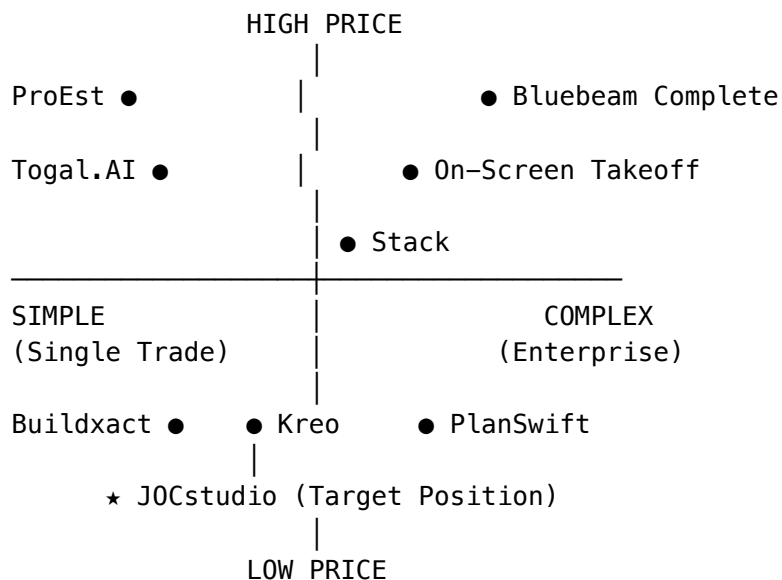 HIGH PRICE
ProEst ● ● Bluebeam Complete
Togal.AI ● ● On-Screen Takeoff
● Stack
SIMPLE COMPLEX
(Single Trade) (Enterprise)
Buildxact ● ● Kreo ● PlanSwift
★ JOCstudio (Target Position)
LOW PRICE